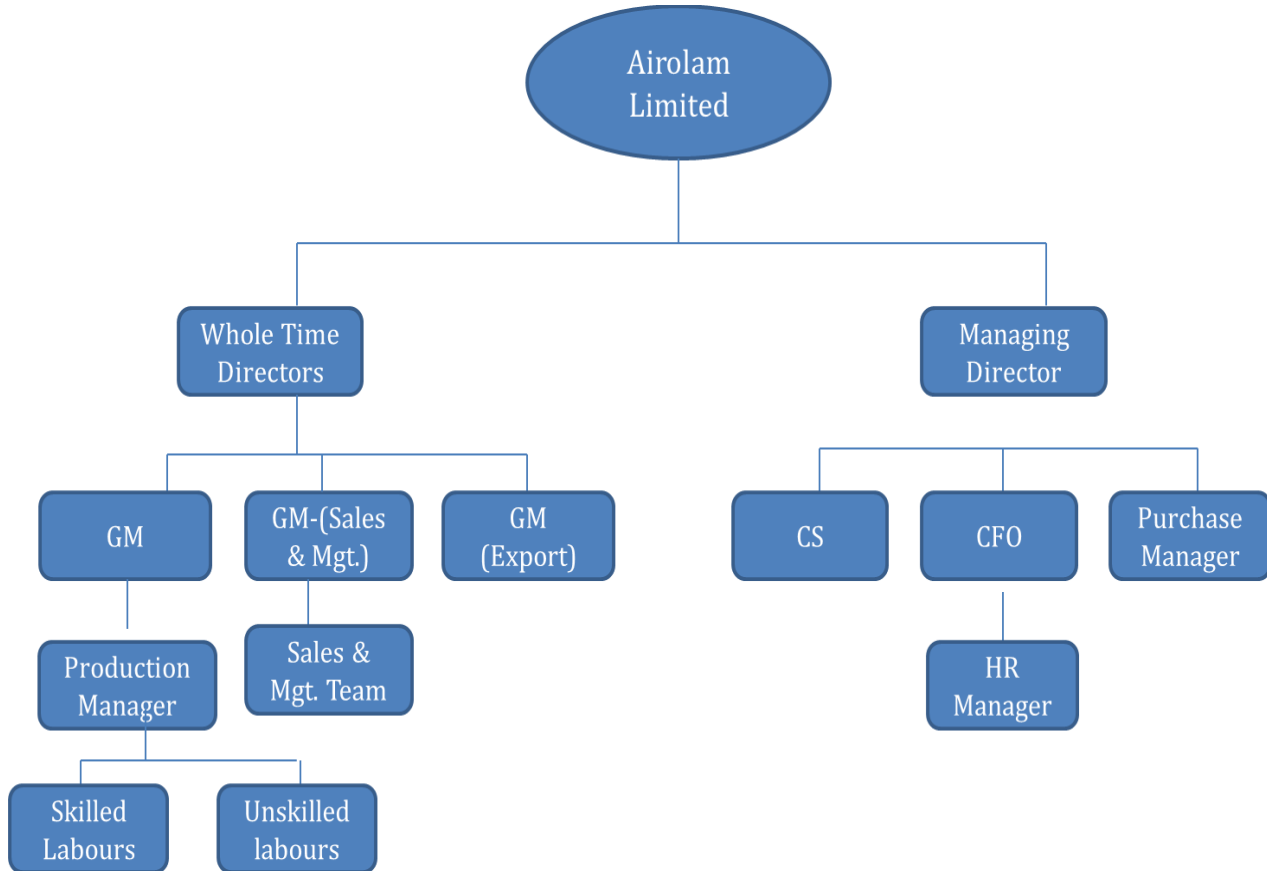 Airolam
Limited
Whole Time
Directors
Managing
Director
GM
GM-(Sales
& Mgt.)
GM
(Export)
CS
CFO
Purchase
Manager
Production
Manager
Sales &
Mgt. Team
HR
Manager
Skilled
Labours
Unskilled
labours